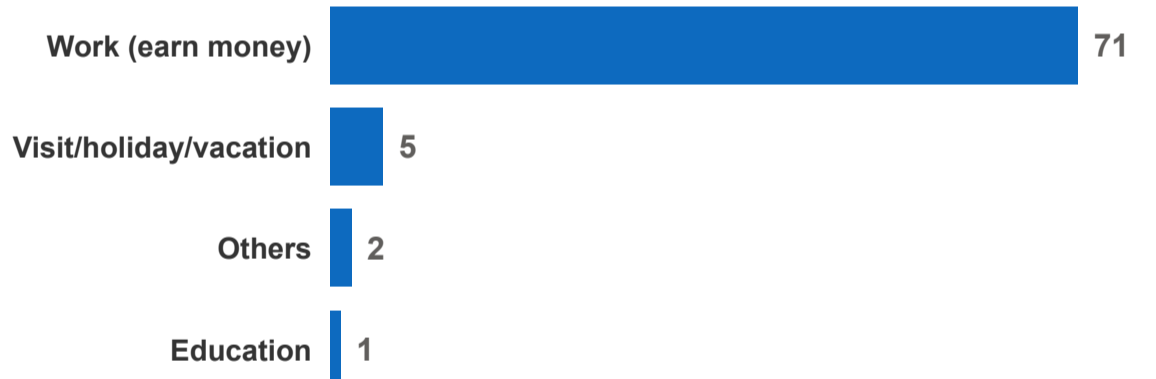 Work (earn money) 71
Visit/holiday/vacation 5
Others 2
Education 1